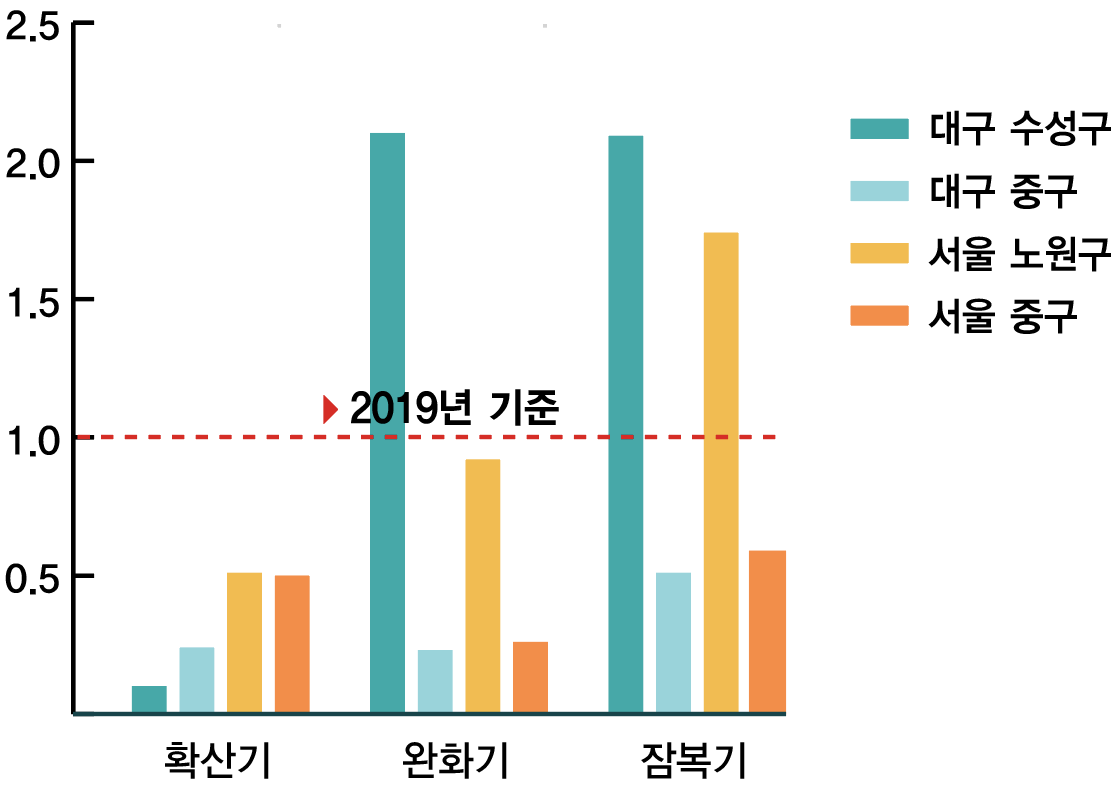 2.5
2.0
1.5
1.0
0.5
▶ 2019년 기준
확산기
완화기
잠복기
대구 수성구
대구 중구
서울 노원구
서울 중구